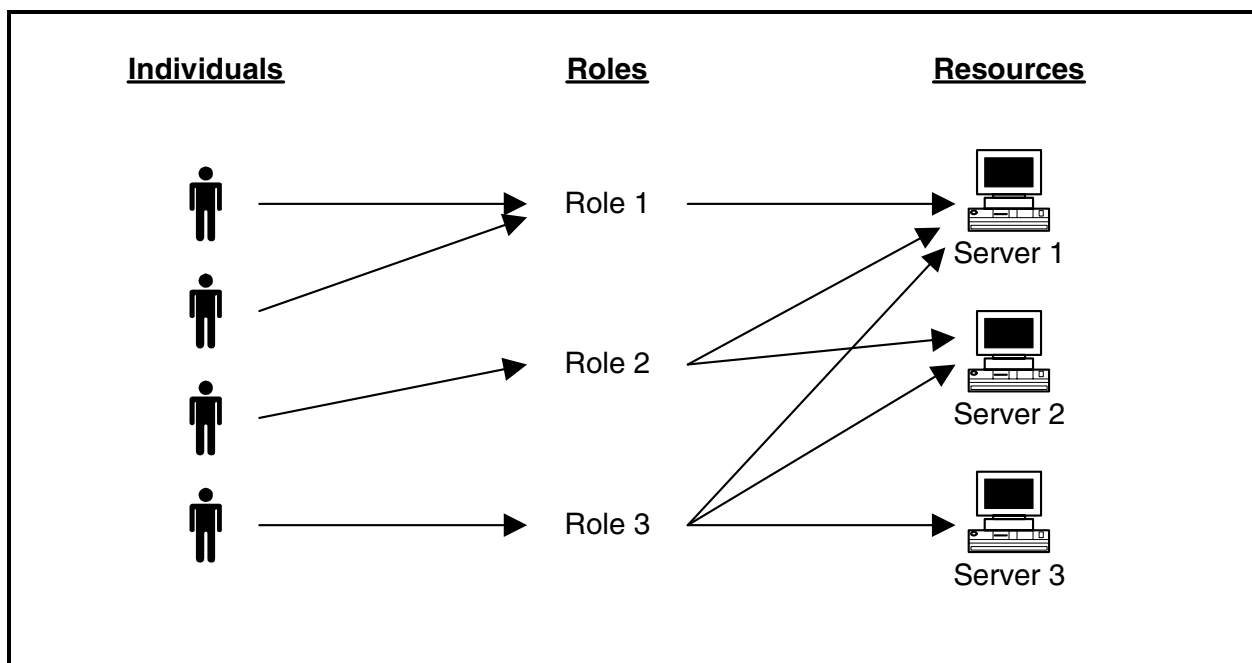 Individuals
Roles
Resources
Role 1
Server 1
Role 2
Server 2
Role 3
Server 3